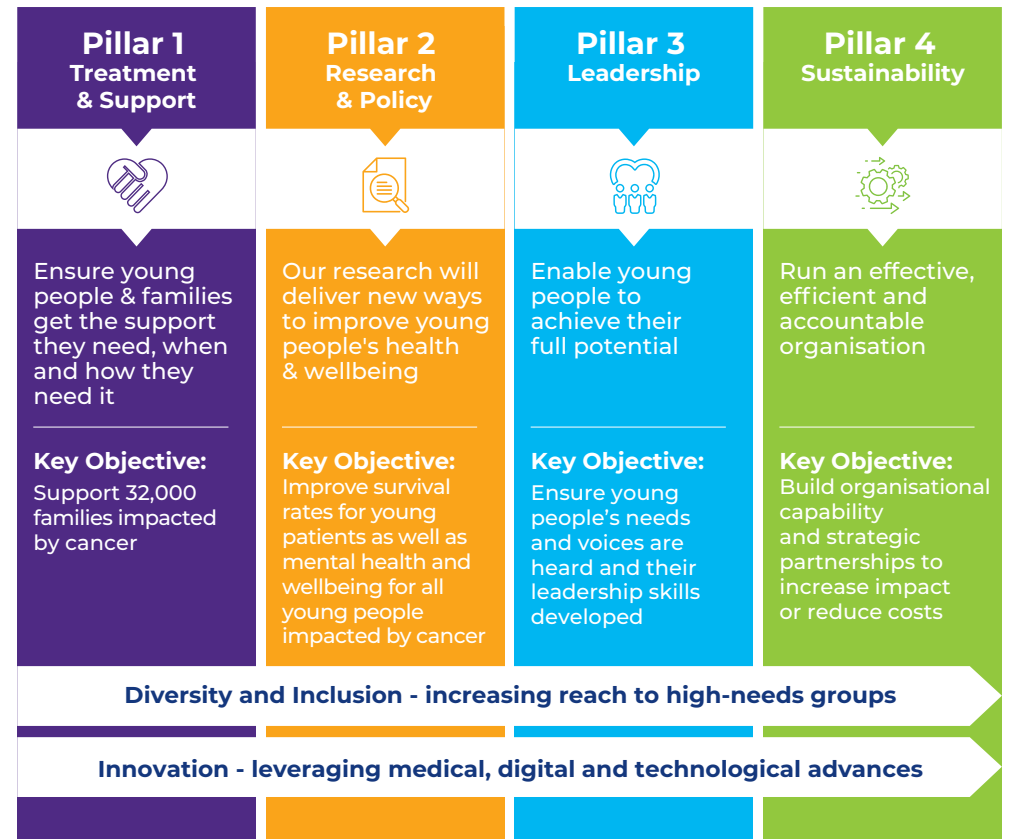 Pillar 1
Treatment
& Support
Ensure young
people & families
get the support
they need, when
and how they
need it
Key Objective:
Support 32,000
families impacted
by cancer
Pillar 2
Research
& Policy
Our research will
deliver new ways
to improve young
people's health
& wellbeing
Key Objective:
Improve survival
rates for young
patients as well as
mental health and
wellbeing for all
young people
impacted by cancer
Pillar 3
Leadership
Enable young
people to
achieve their
full potential
Key Objective:
Ensure young
people’s needs
and voices are
heard and their
leadership skills
developed
Pillar 4
Sustainability
Run an effective,
efficient and
accountable
organisation
Key Objective:
Build organisational
capability
and strategic
partnerships to
increase impact
or reduce costs
Diversity and Inclusion - increasing reach to high-needs groups
Innovation - leveraging medical, digital and technological advances